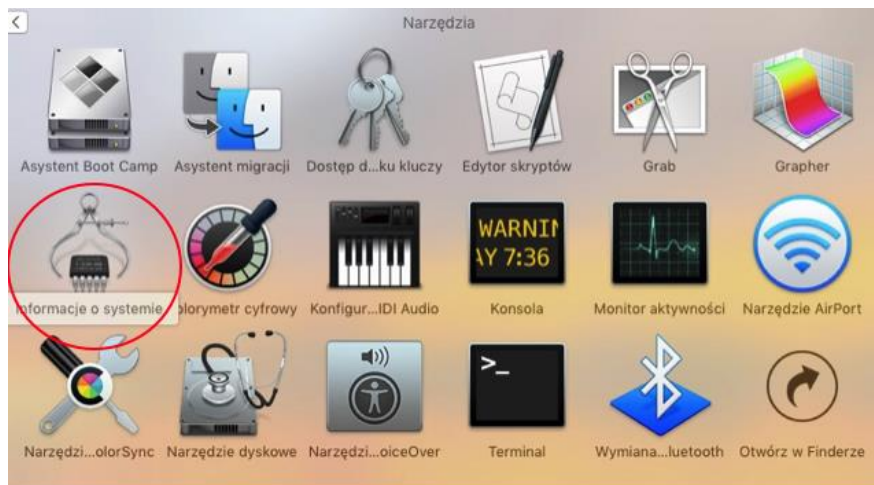 Narzędzia
Asystent Boot Camp Asystent migracji Dostęp d...ku kluczy Edytor skryptów Grab Grapher
WARNIN
AY 7:36
Informacje o systemie olorymetr cyfrowy Konfigur...IDI Audio Konsola Monitor aktywności Narzędzie AirPort
>_
Narzędzi...olorSync Narzędzie dyskowe Narzędzi...oiceOver Terminal Wymiana...luetooth Otwórz w Finderze